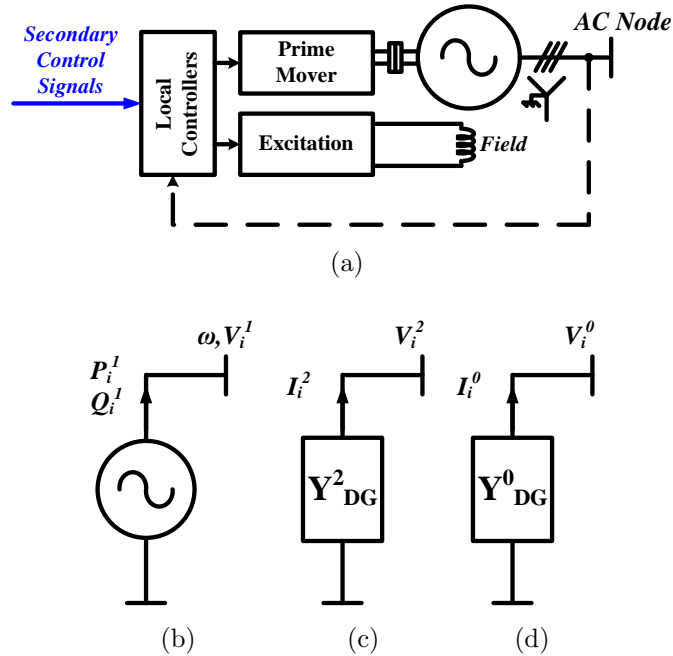 Secondary
Control
Signals
Local
Controllers
Prime
Mover
Excitation
Field
AC Node
(a)
P_i^1
Q_i^1
ω,V_i^1
I_i^2
V_i^2
I_i^0
V_i^0
Y^2_DG
Y^0_DG
(b)
(c)
(d)